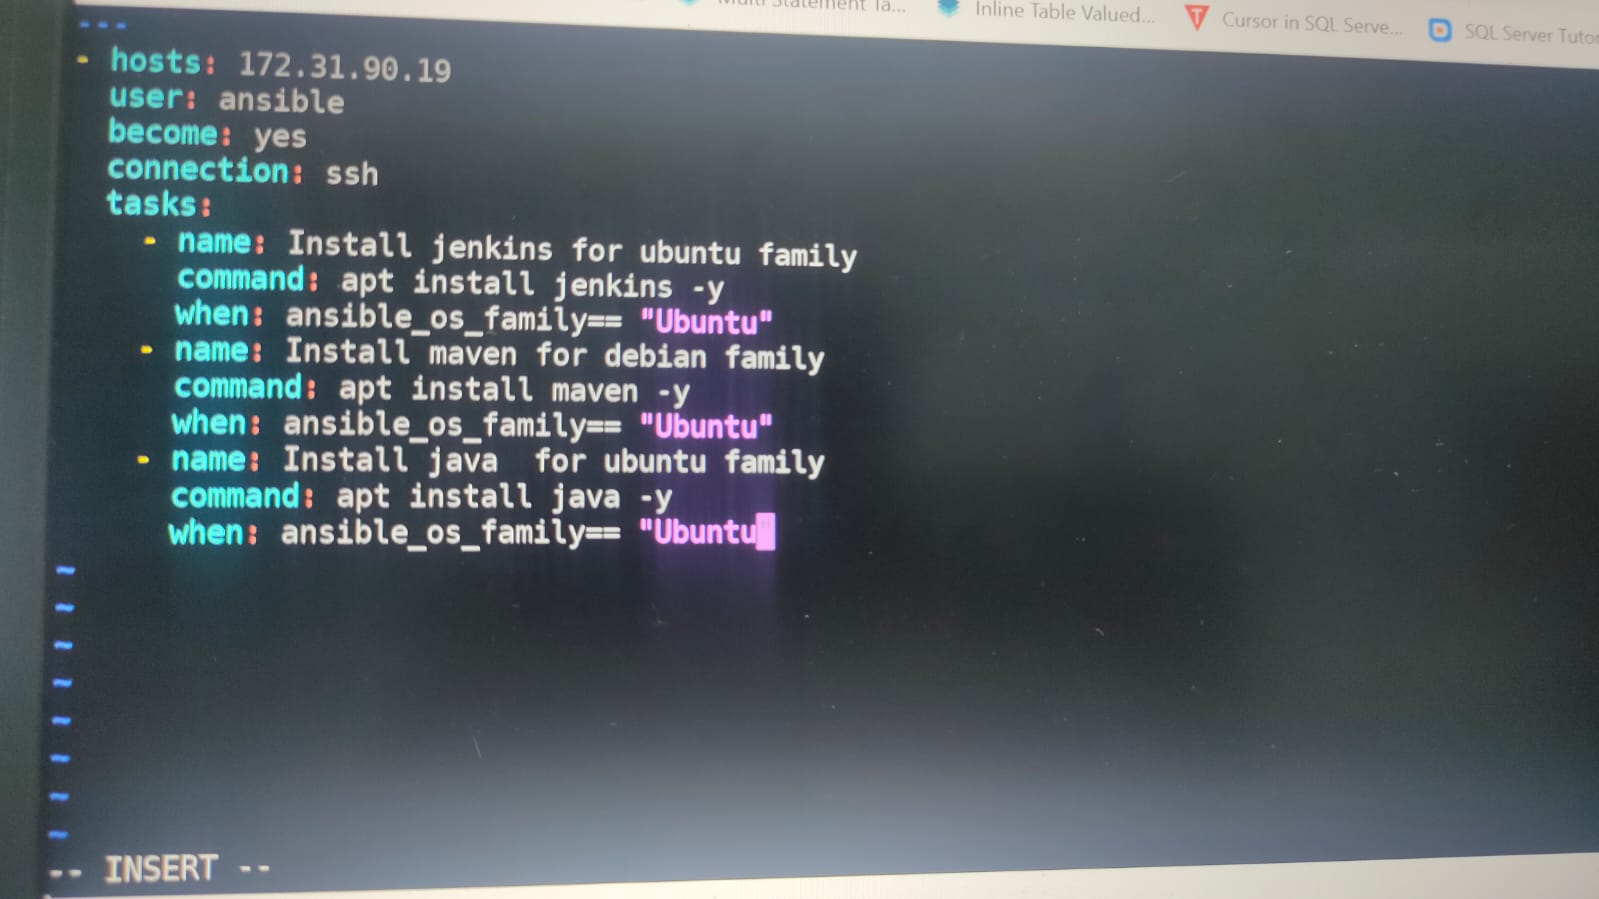 Multi Statement Ta...
Inline Table Valued...
Cursor in SQL Serve...
SQL Server Tutor
---
- hosts: 172.31.90.19
user: ansible
become: yes
connection: ssh
tasks:
- name: Install jenkins for ubuntu family
command: apt install jenkins -y
when: ansible_os_family== "Ubuntu"
- name: Install maven for debian family
command: apt install maven -y
when: ansible_os_family== "Ubuntu"
- name: Install java  for ubuntu family
command: apt install java -y
when: ansible_os_family== "Ubuntu"
~
~
~
~
~
~
~
~
-- INSERT --